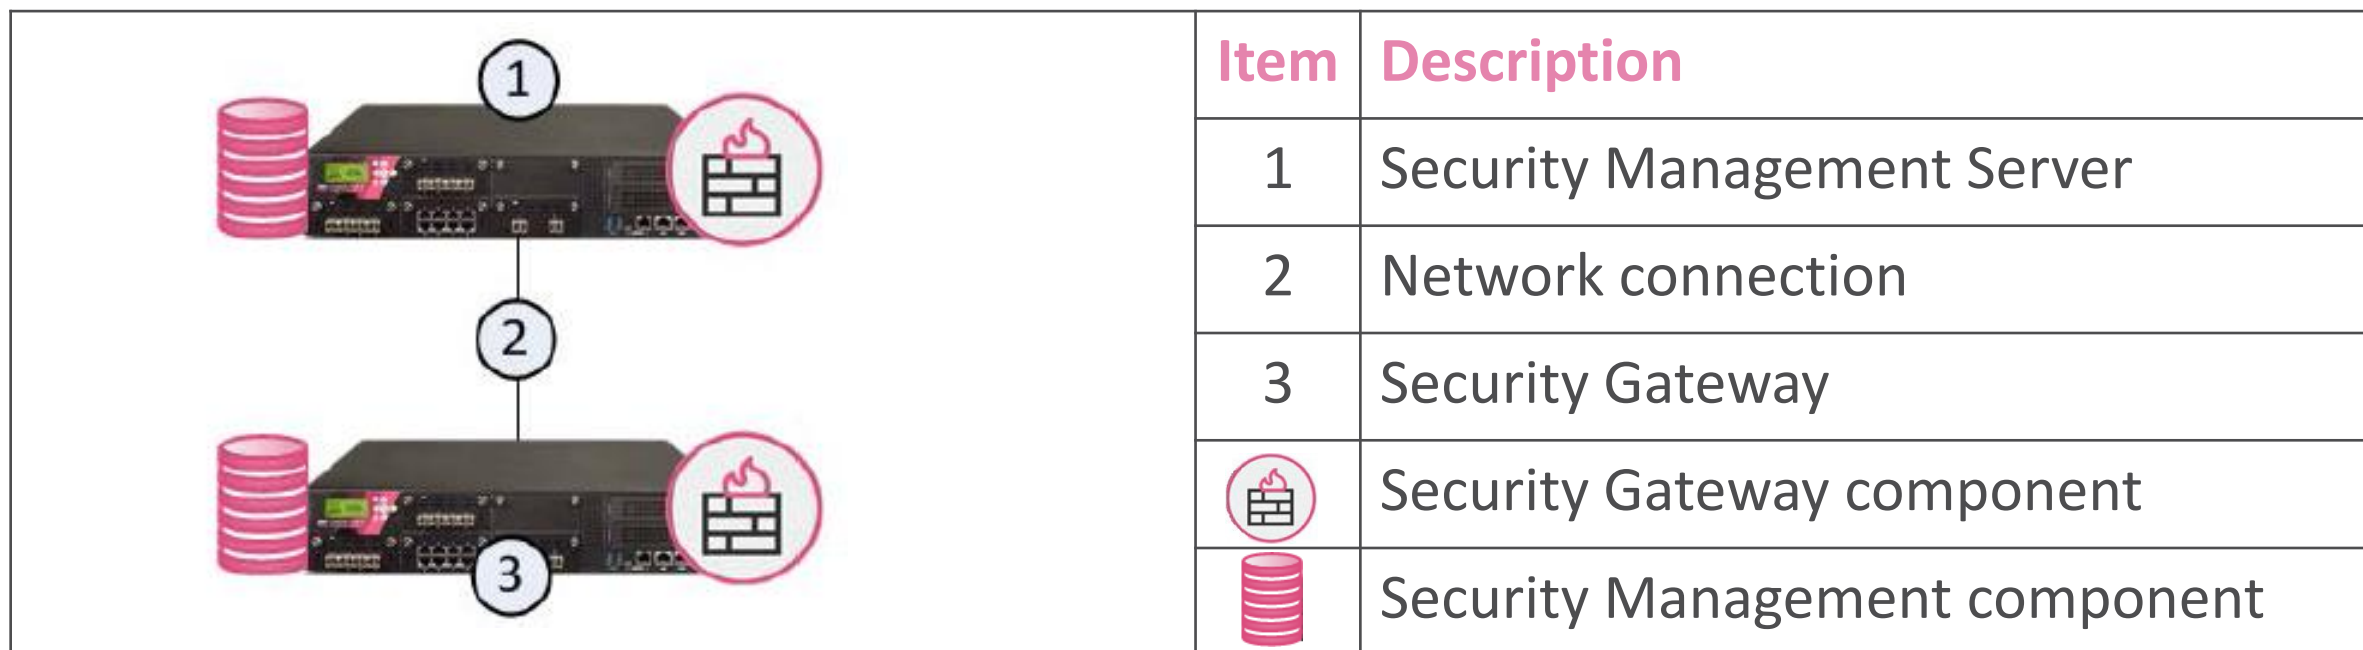 1
2
3
Item Description
1 Security Management Server
2 Network connection
3 Security Gateway
Security Gateway component
Security Management component